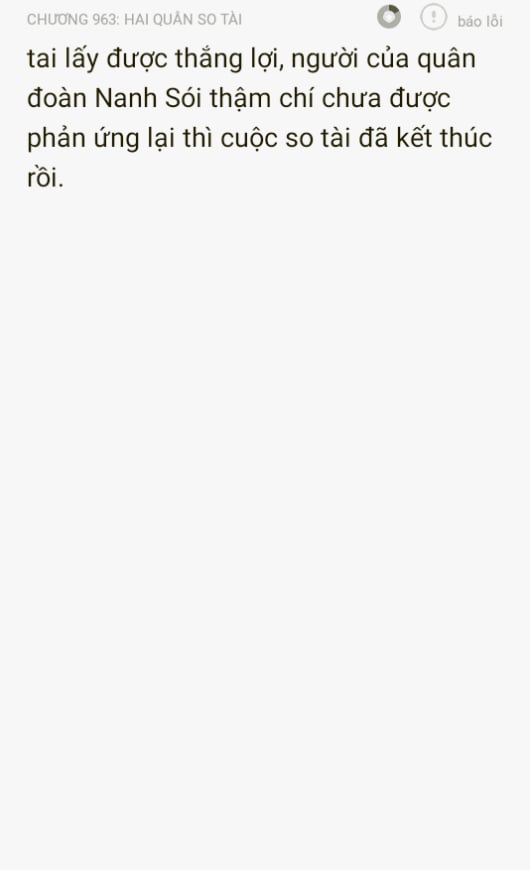 CHƯƠNG 963: HAI QUÂN SO TÀI
báo lỗi
tai lấy được thắng lợi, người của quân
đoàn Nanh Sói thậm chí chưa được
phản ứng lại thì cuộc so tài đã kết thúc
rồi.